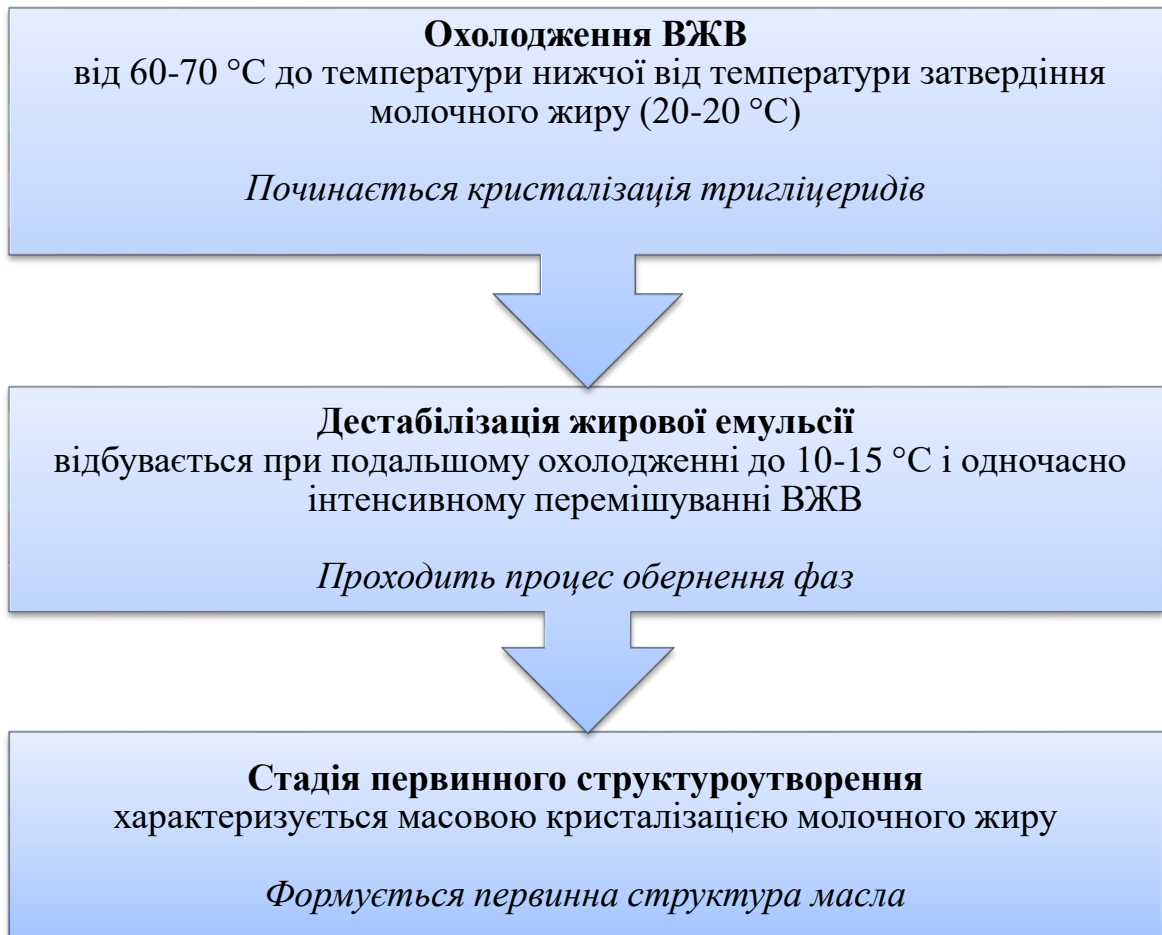 Охолодження ВЖВ
від 60-70 °С до температури нижчої від температури затвердіння
молочного жиру (20-20 °С)
Починається кристалізація тригліцеридів
Дестабілізація жирової емульсії
відбувається при подальшому охолодженні до 10-15 °С і одночасно
інтенсивному перемішуванні ВЖВ
Проходить процес обернення фаз
Стадія первинного структуроутворення
характеризується масовою кристалізацією молочного жиру
Формується первинна структура масла